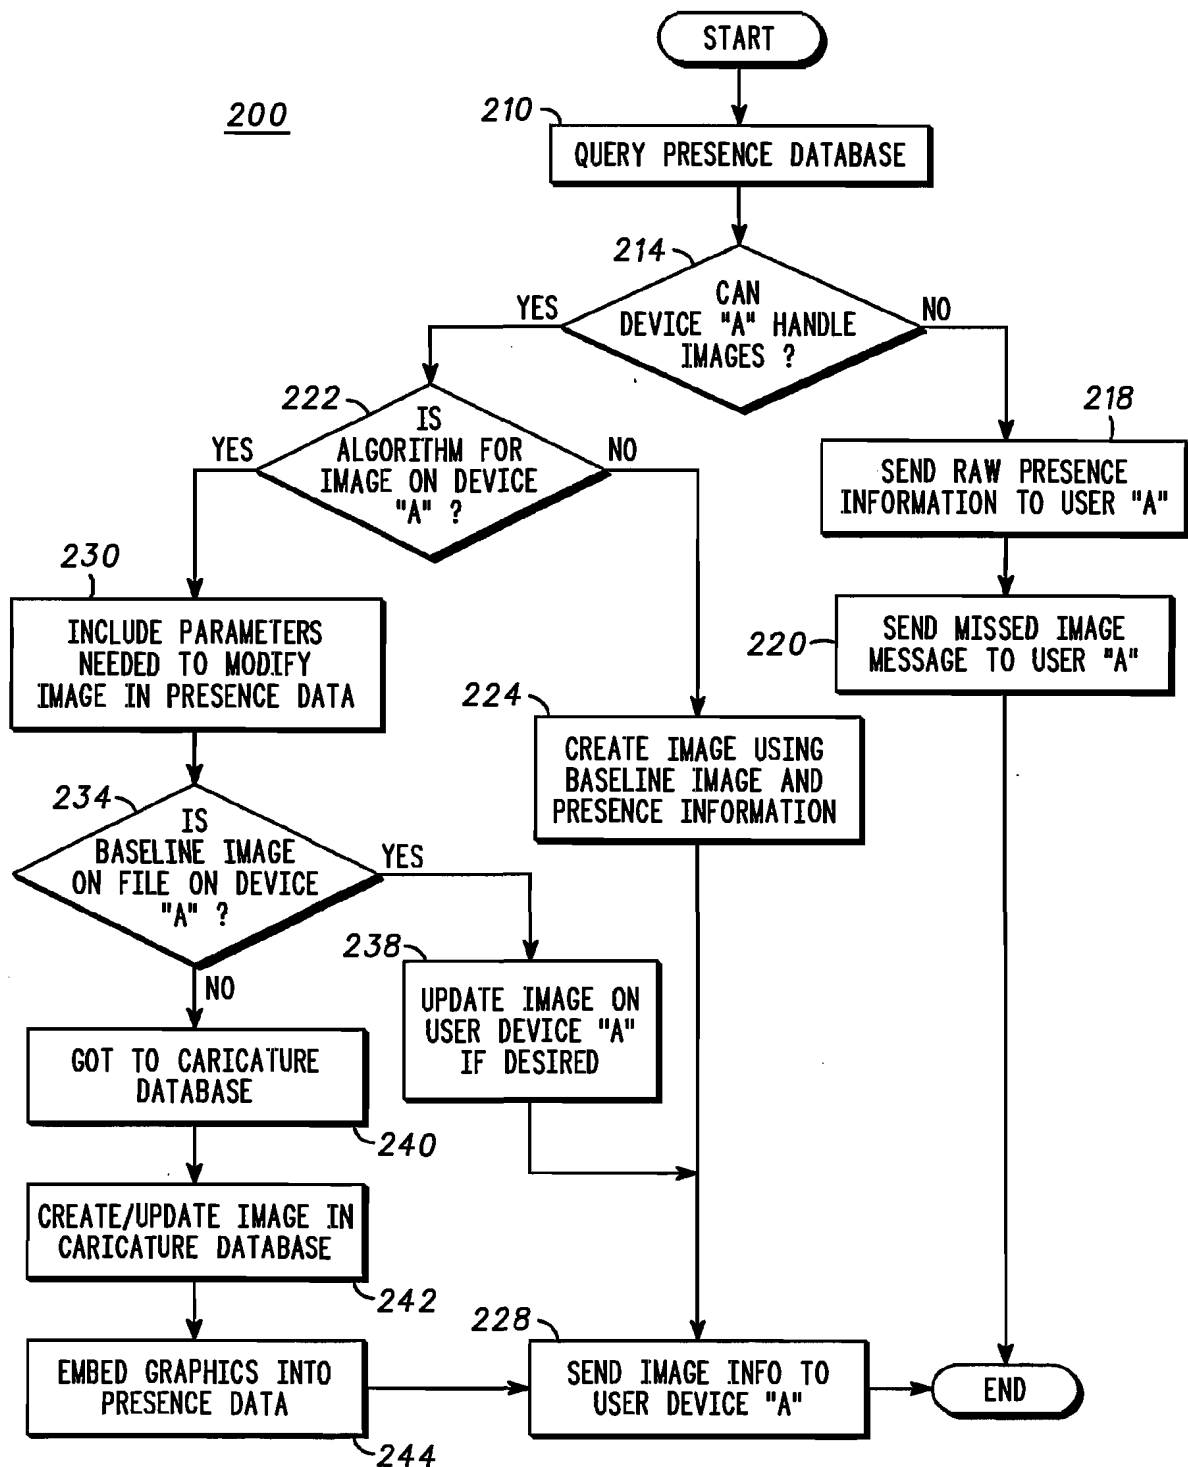 START
200
210
QUERY PRESENCE DATABASE
214
CAN
DEVICE "A" HANDLE
IMAGES ?
YES
NO
222
IS
ALGORITHM FOR
IMAGE ON DEVICE
"A" ?
YES
NO
218
SEND RAW PRESENCE
INFORMATION TO USER "A"
230
INCLUDE PARAMETERS
NEEDED TO MODIFY
IMAGE IN PRESENCE DATA
220
SEND MISSED IMAGE
MESSAGE TO USER "A"
224
CREATE IMAGE USING
BASELINE IMAGE AND
PRESENCE INFORMATION
234
IS
BASELINE IMAGE
ON FILE ON DEVICE
"A" ?
YES
NO
238
UPDATE IMAGE ON
USER DEVICE "A"
IF DESIRED
GOT TO CARICATURE
DATABASE
240
CREATE/UPDATE IMAGE IN
CARICATURE DATABASE
242
EMBED GRAPHICS INTO
PRESENCE DATA
244
228
SEND IMAGE INFO TO
USER DEVICE "A"
END